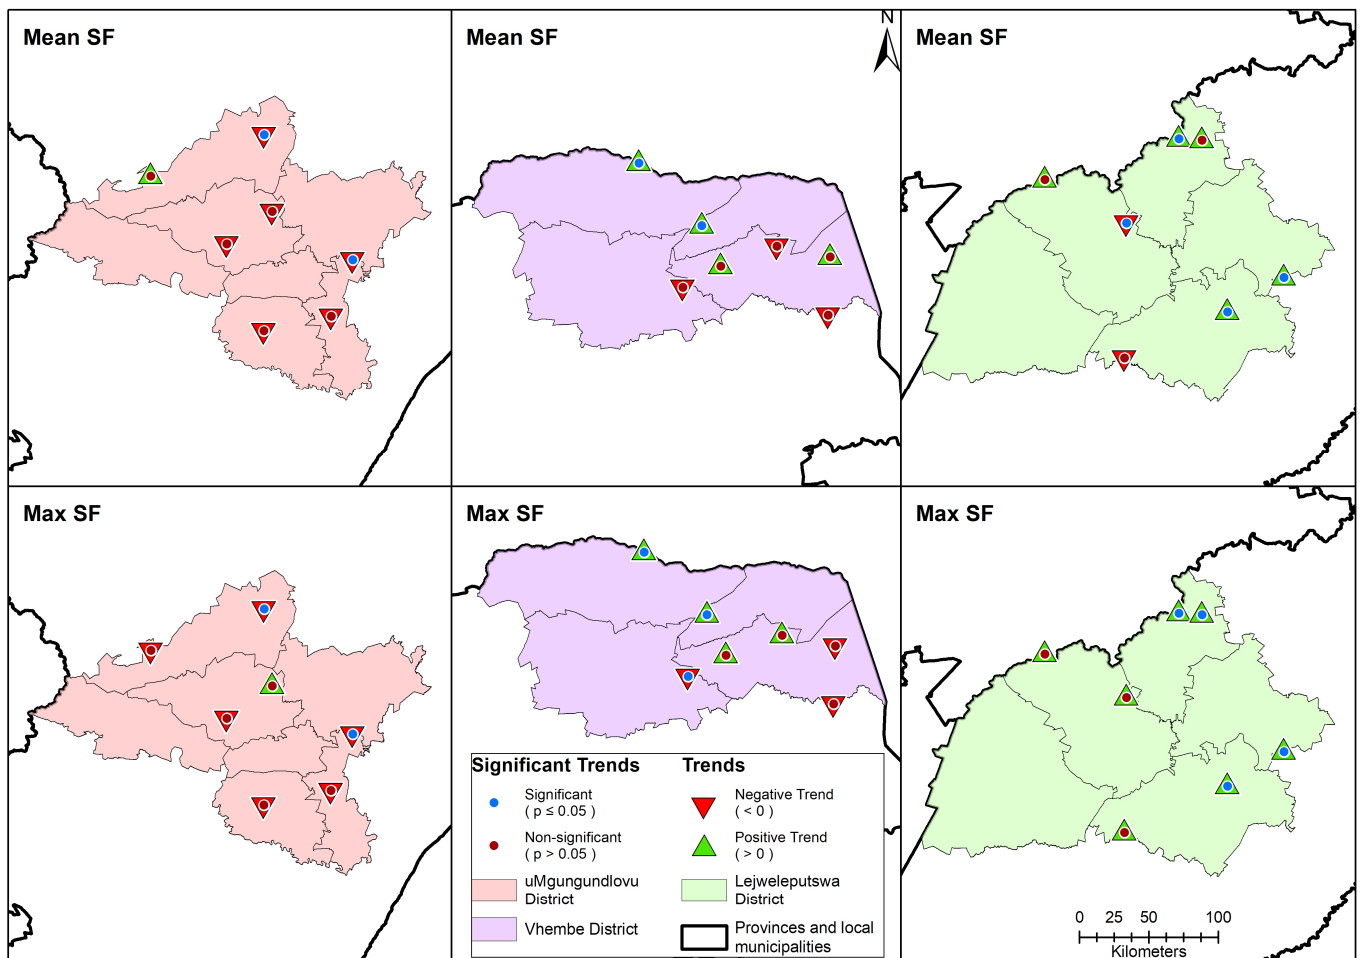 Mean SF
Mean SF
N
Mean SF
Max SF
Max SF
Max SF
Significant Trends
Significant
( p ≤ 0.05 )
Non-significant
( p > 0.05 )
uMgungundlovu
District
Vhembe District
Trends
Negative Trend
( < 0 )
Positive Trend
( > 0 )
Lejweleputswa
District
Provinces and local
municipalities
0 25 50 100
Kilometers